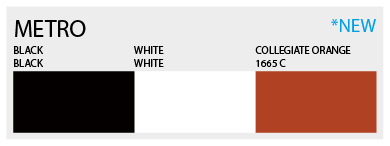 METRO *NEW
BLACK WHITE COLLEGIATE ORANGE
BLACK WHITE 1665 C